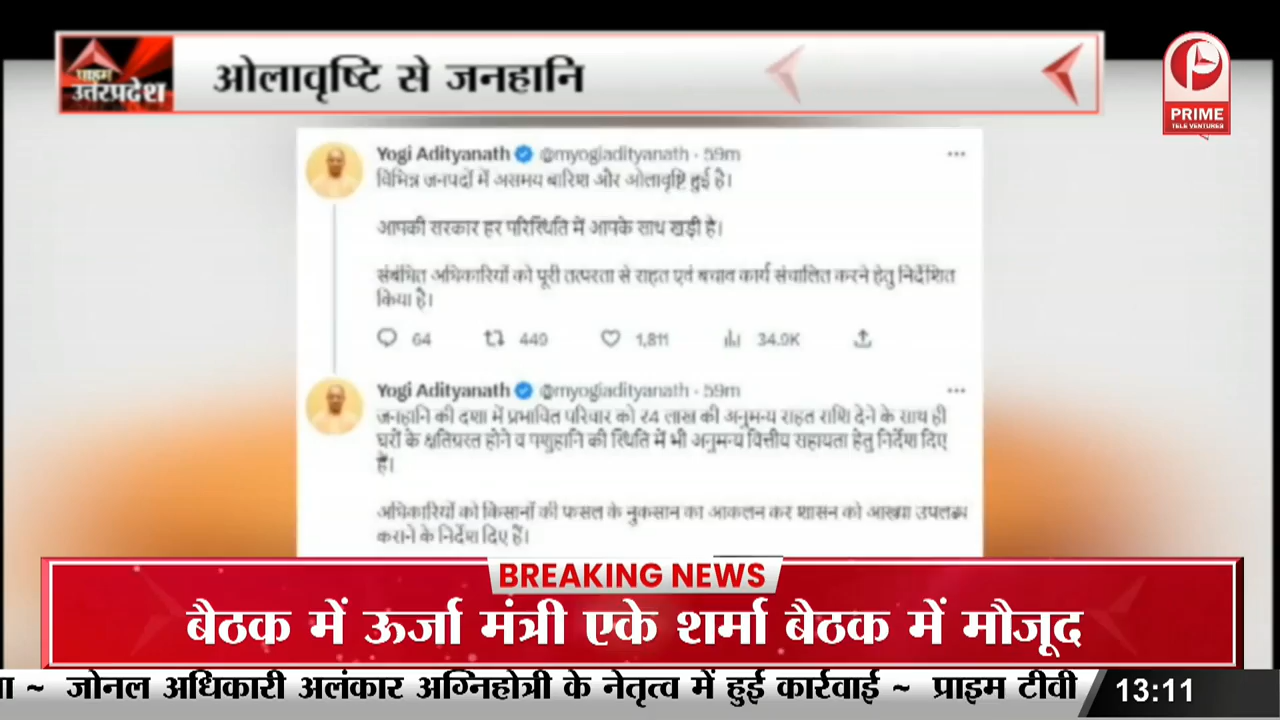 प्राइम
उत्तरप्रदेश
ओलावृष्टि से जनहानि
PRIME
TELE VENTURES
Yogi Adityanath @myogiadityanath · 59m
विभिन्न जनपदों में असमय बारिश और ओलावृष्टि हुई है।
आपकी सरकार हर परिस्थिति में आपके साथ खड़ी है।
संबंधित अधिकारियों को पूरी तत्परता से राहत एवं बचाव कार्य संचालित करने हेतु निर्देशित
किया है।
64 449 1,811 34.9K
Yogi Adityanath @myogiadityanath · 59m
जनहानि की दशा में प्रभावित परिवार को ₹4 लाख की अनुमन्य राहत राशि देने के साथ ही
घरों के क्षतिग्रस्त होने व पशुहानि की स्थिति में भी अनुमन्य वित्तीय सहायता हेतु निर्देश दिए
हैं।
अधिकारियों को किसानों की फसल के नुकसान का आकलन कर शासन को आख्या उपलब्ध
कराने के निर्देश दिए हैं।
BREAKING NEWS
बैठक में ऊर्जा मंत्री एके शर्मा बैठक में मौजूद
ा ~ जोनल अधिकारी अलंकार अग्निहोत्री के नेतृत्व में हुई कार्रवाई ~ प्राइम टीवी
13:11